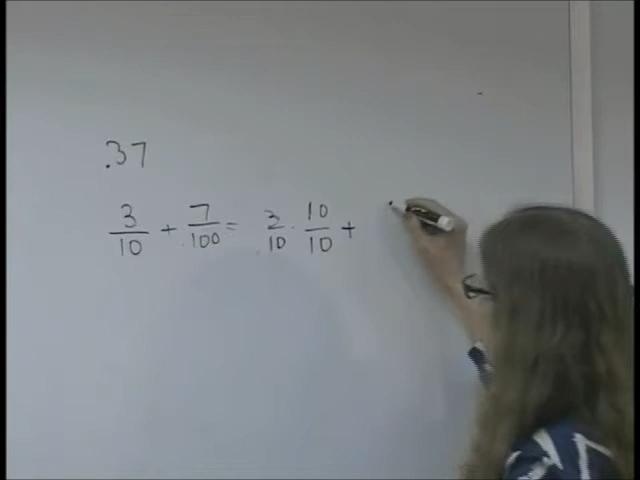 .37
3/10 + 7/100 = 3/10 · 10/10 +